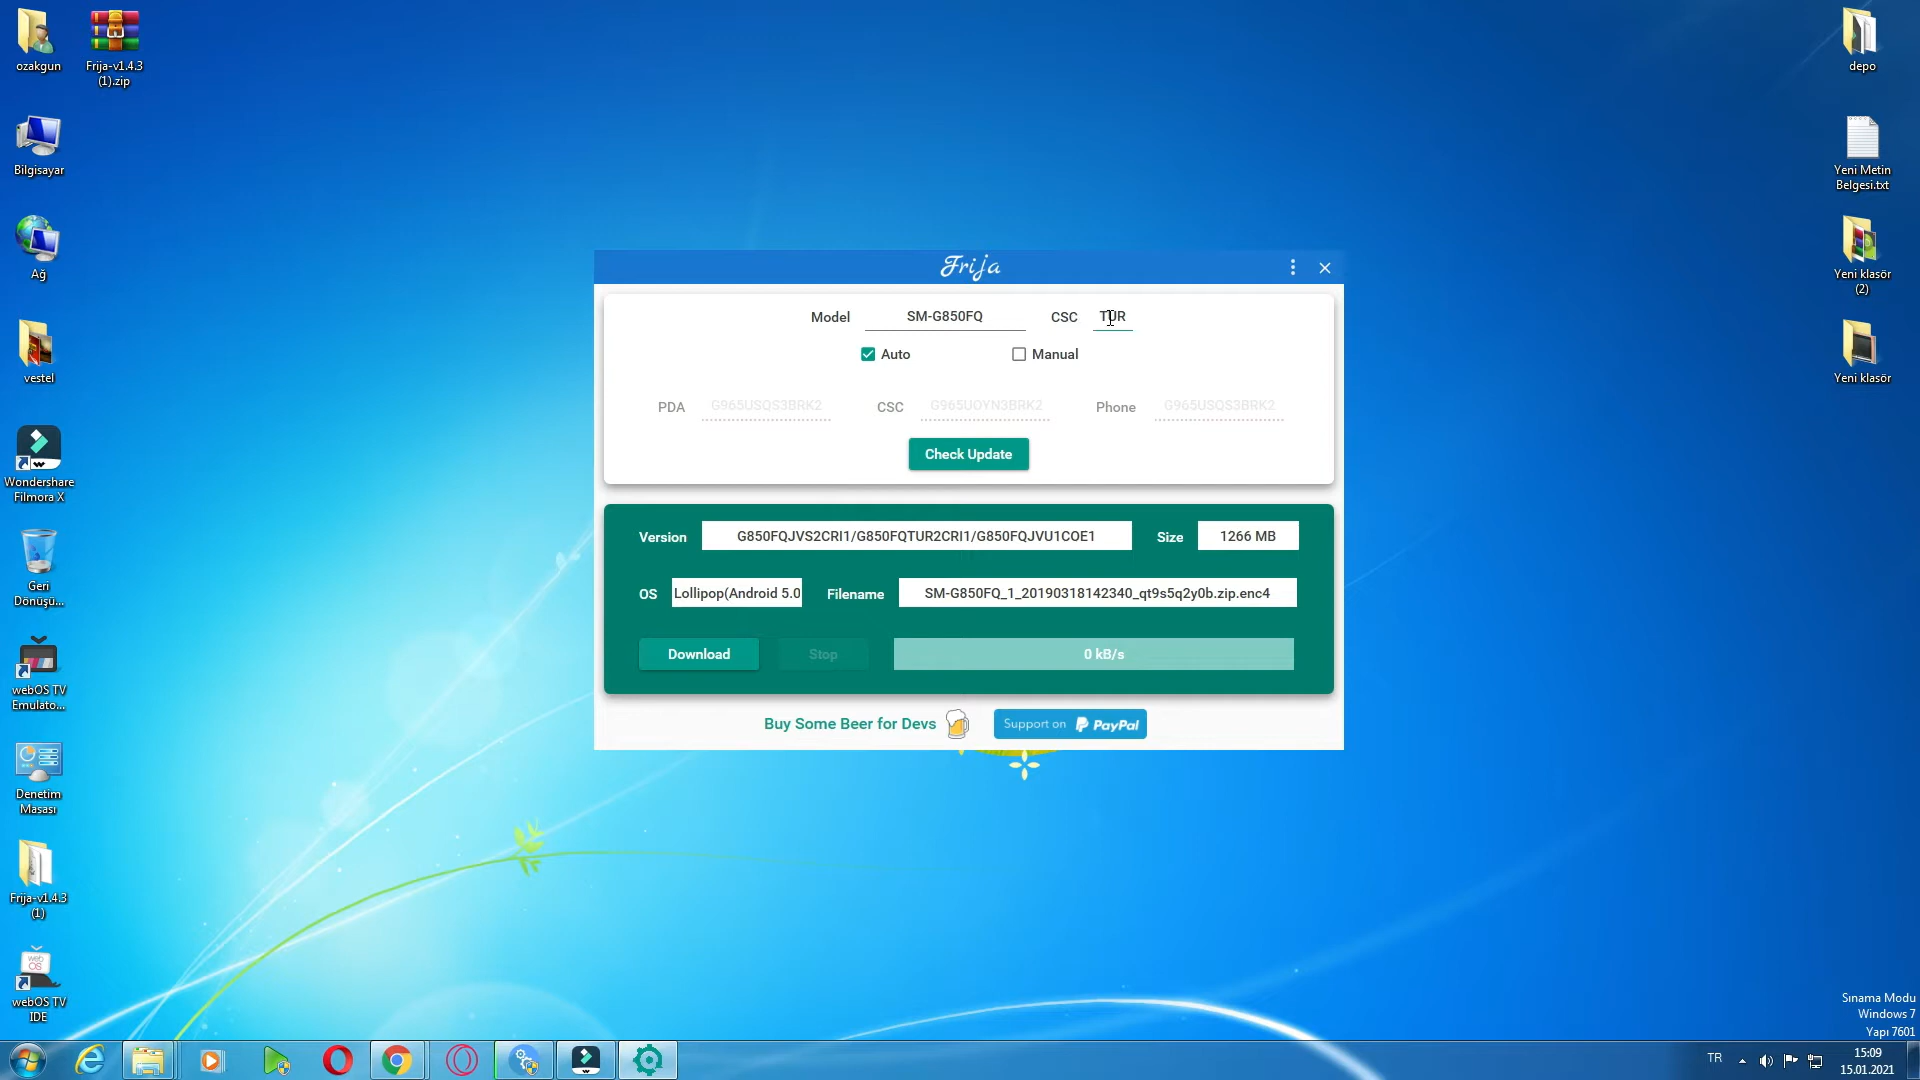 ozakgun
Frija-v1.4.3
(1).zip
Bilgisayar
Ağ
vestel
Wondershare
Filmora X
Geri
Dönüşü...
webOS TV
Emulato...
Denetim
Masası
Frija-v1.4.3
(1)
web
OS
webOS TV
IDE
Frija
Model SM-G850FQ CSC TUR
Auto Manual
PDA G965USQS3BRK2 CSC G965UOYN3BRK2 Phone G965USQS3BRK2
Check Update
Version G850FQJVS2CRI1/G850FQTUR2CRI1/G850FQJVU1COE1 Size 1266 MB
OS Lollipop(Android 5.0 Filename SM-G850FQ_1_20190318142340_qt9s5q2y0b.zip.enc4
Download Stop 0 kB/s
Buy Some Beer for Devs Support on PayPal
depo
Yeni Metin
Belgesi.txt
Yeni klasör
(2)
Yeni klasör
Sınama Modu
Windows 7
Yapı 7601
TR 15:09
15.01.2021